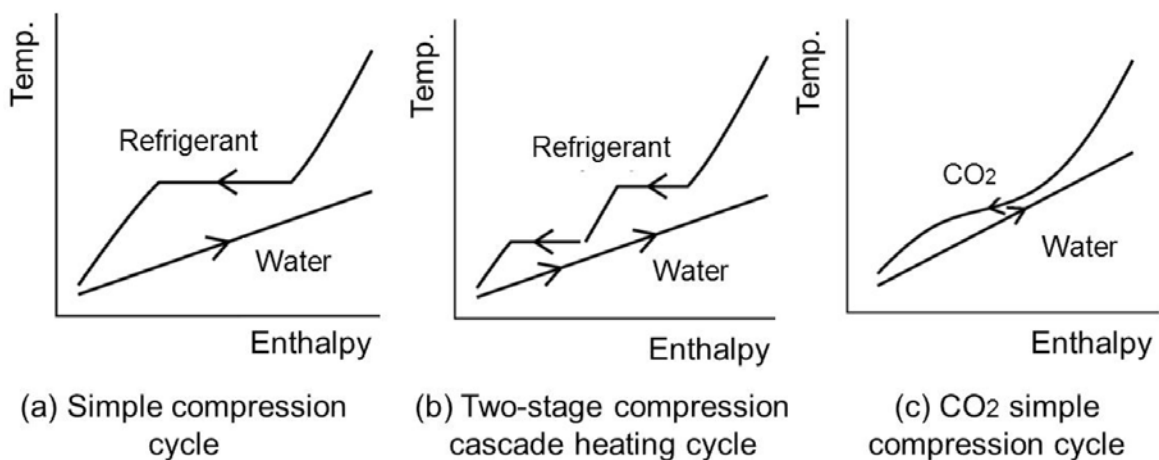 Temp.
Refrigerant
Water
Enthalpy
(a) Simple compression
cycle
Temp.
Refrigerant
Water
Enthalpy
(b) Two-stage compression
cascade heating cycle
Temp.
CO2
Water
Enthalpy
(c) CO2 simple
compression cycle